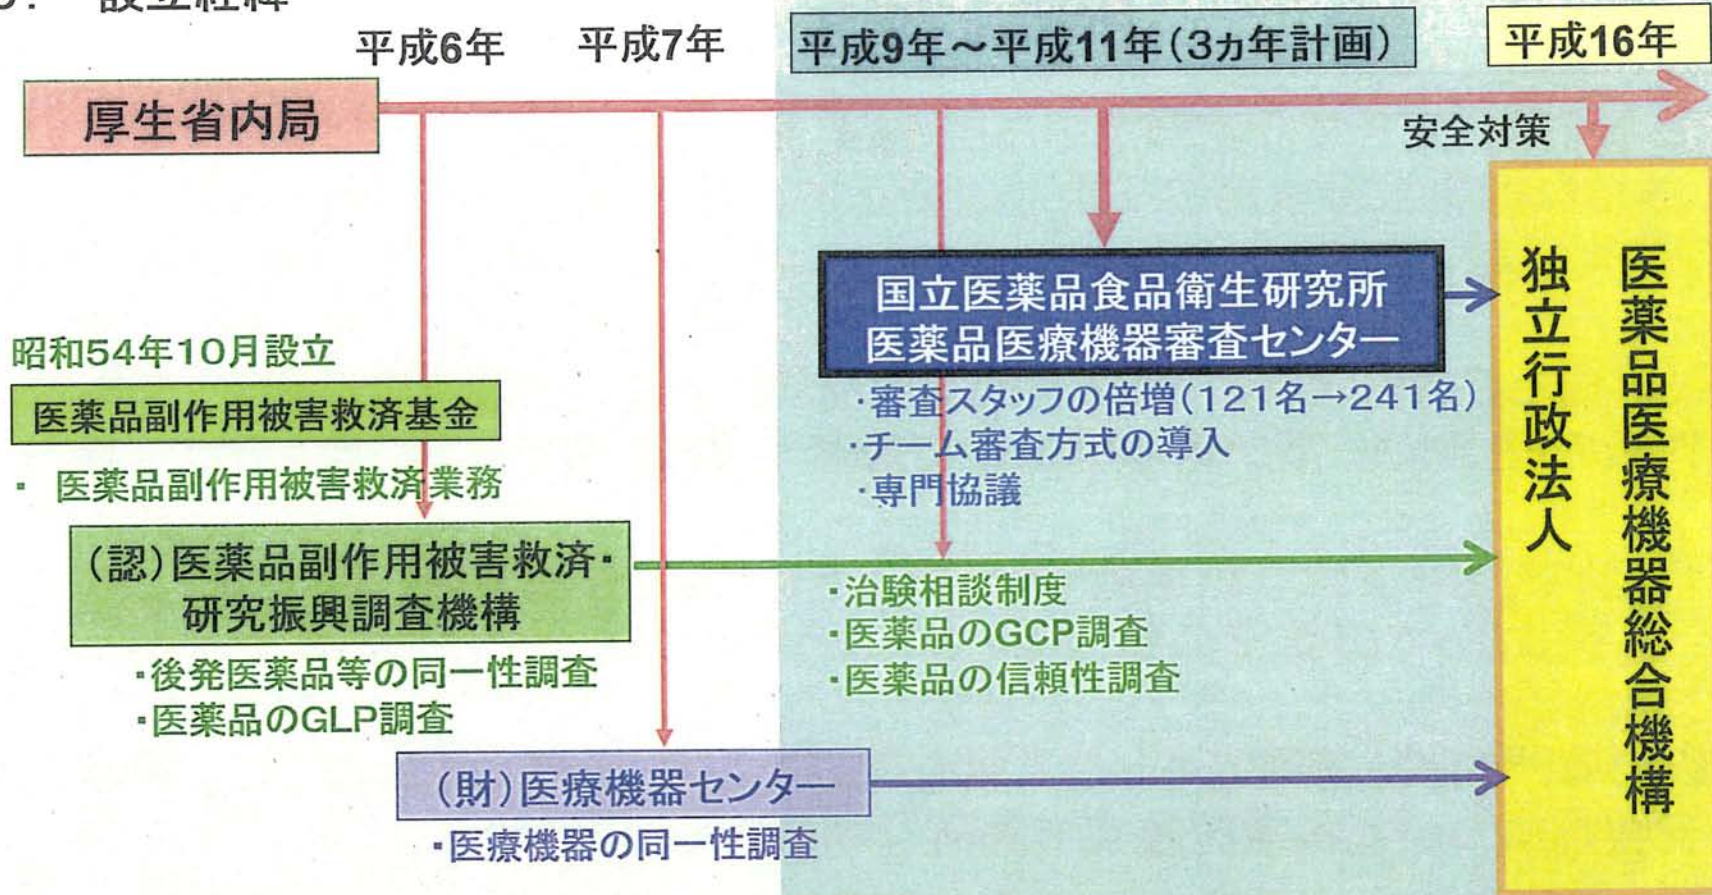 設立経緯
平成6年
平成7年
平成9年～平成11年(3ヵ年計画)
平成16年
厚生省内局
安全対策
国立医薬品食品衛生研究所
医薬品医療機器審査センター
・審査スタッフの倍増(121名→241名)
・チーム審査方式の導入
・専門協議
昭和54年10月設立
医薬品副作用被害救済基金
・ 医薬品副作用被害救済業務
(認)医薬品副作用被害救済・
研究振興調査機構
・後発医薬品等の同一性調査
・医薬品のGLP調査
・治験相談制度
・医薬品のGCP調査
・医薬品の信頼性調査
(財)医療機器センター
・医療機器の同一性調査
独立行政法人
医薬品医療機器総合機構